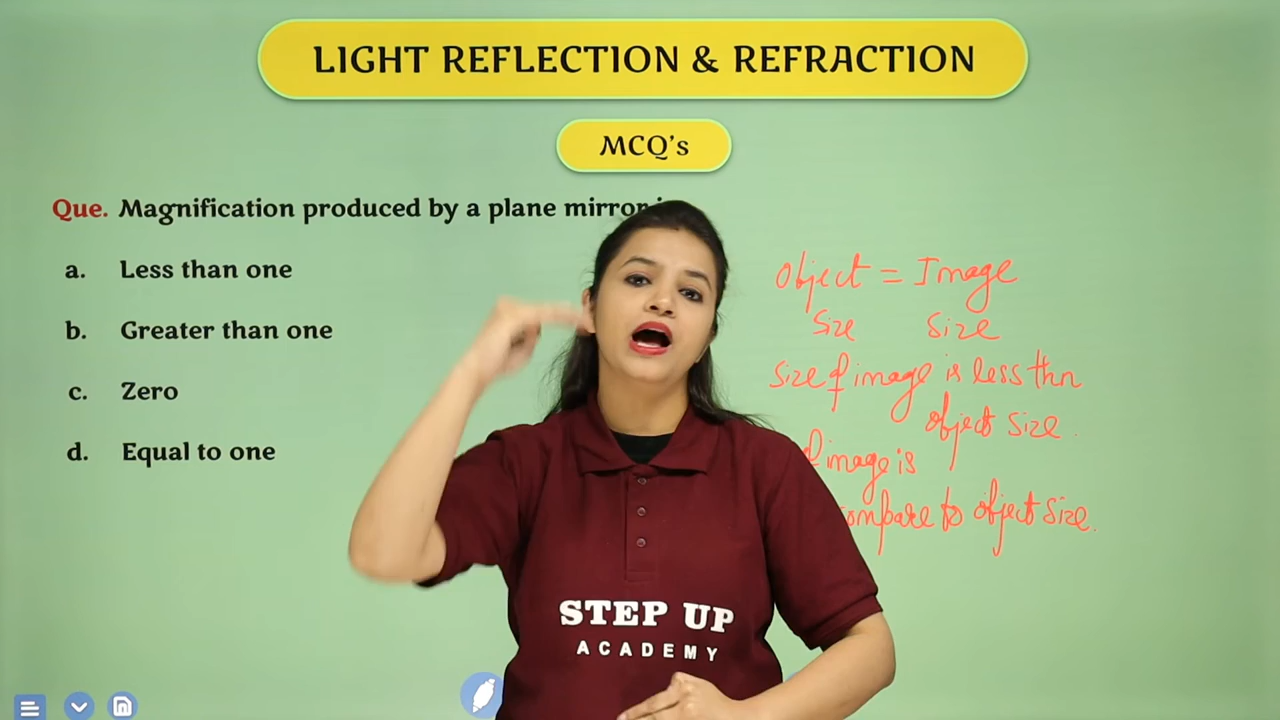 LIGHT REFLECTION & REFRACTION
MCQ's
Que. Magnification produced by a plane mirror
a. Less than one
b. Greater than one
c. Zero
d. Equal to one
Object = Image
Size Size
Size of image is less thn
object size.
of image is
compare to object size.
STEP UP
ACADEMY